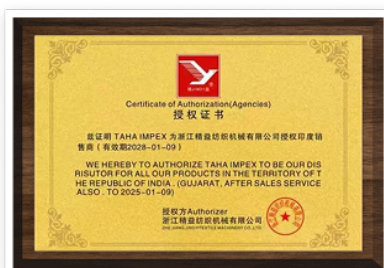 Certificate of Authorization(Agencies)
授权证书
兹证明 TAHA IMPEX 为浙江精益纺织机械有限公司授权印度销
售商（有效期2028-01-09）
WE HEREBY TO AUTHORIZE TAHA IMPEX TO BE OUR DIS
RISUTOR FOR ALL OUR PRODUCTS IN THE TERRITORY OF T
HE REPUBLIC OF INDIA . (GUJARAT, AFTER SALES SERVICE
ALSO . TO 2025-01-09)
授权方Authorizer
浙江精益纺织机械有限公司